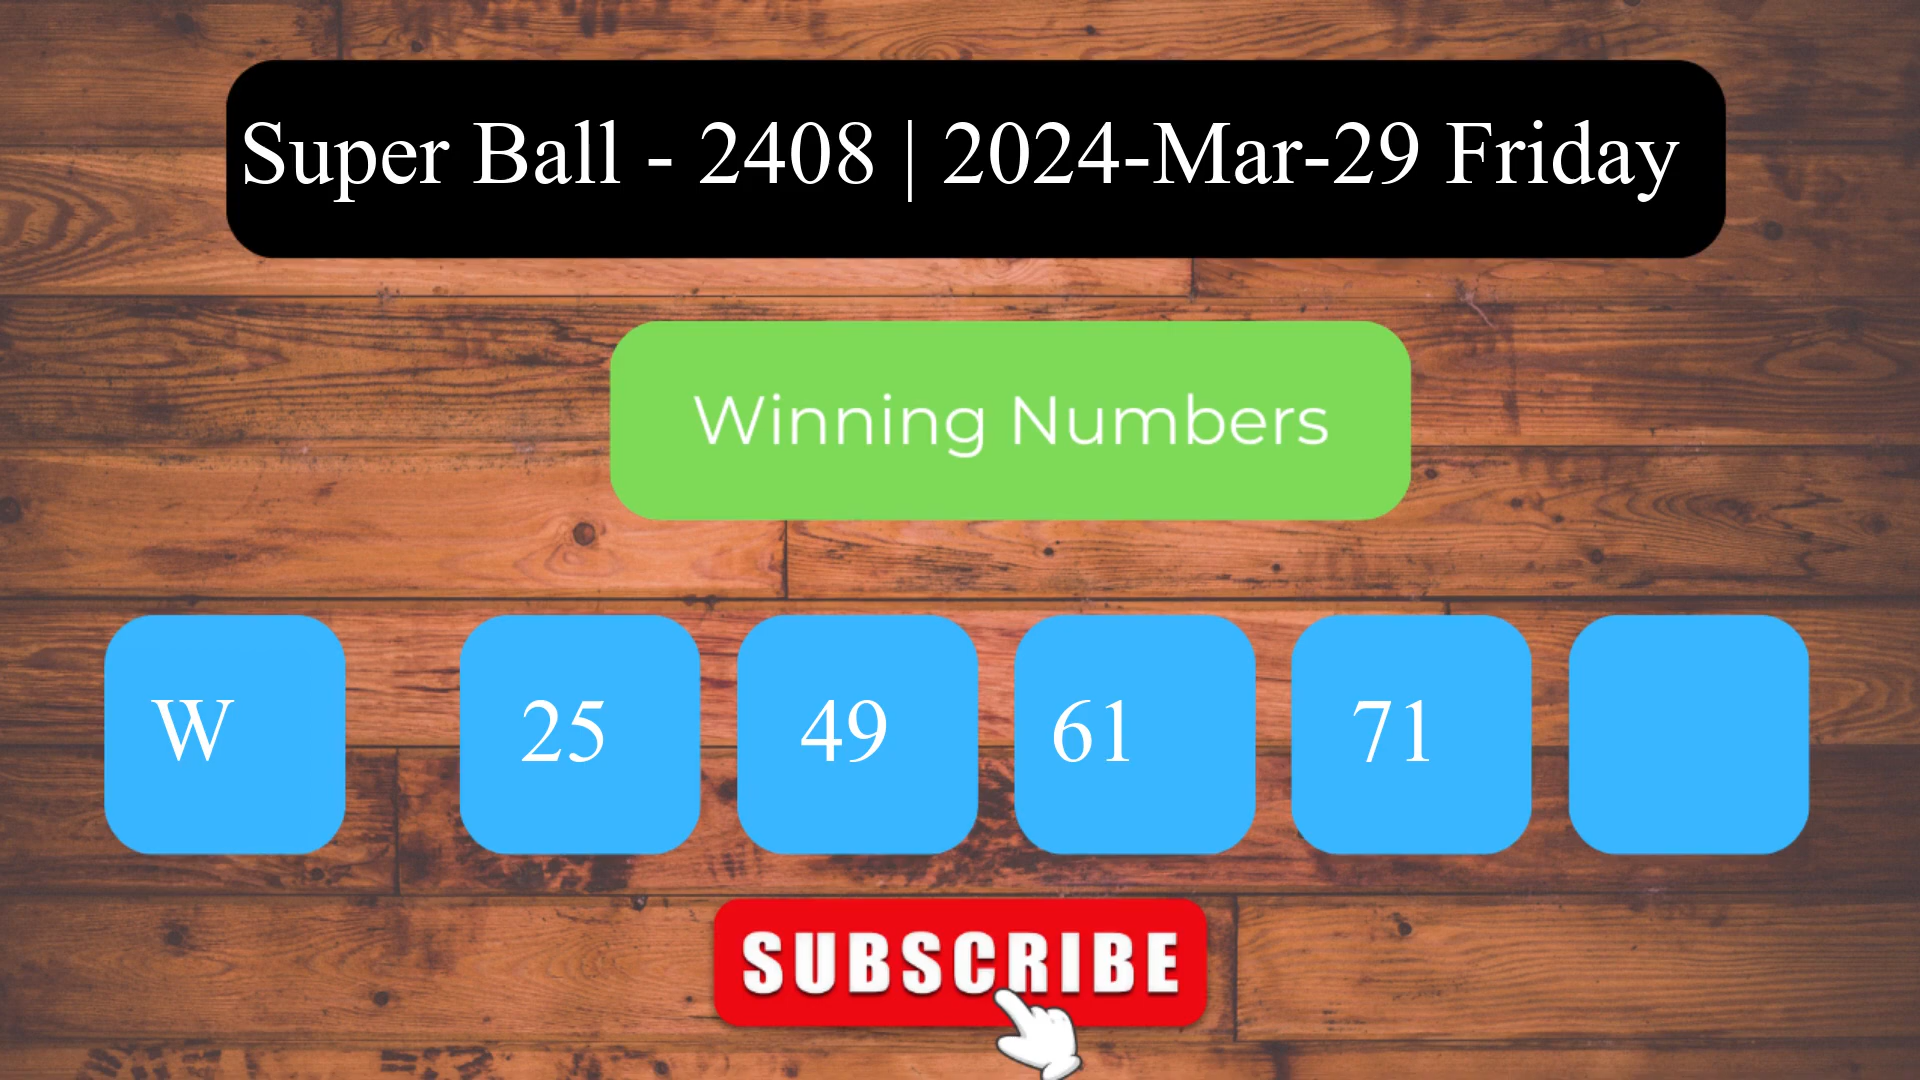 Super Ball - 2408 | 2024-Mar-29 Friday
Winning Numbers
W 25 49 61 71
SUBSCRIBE